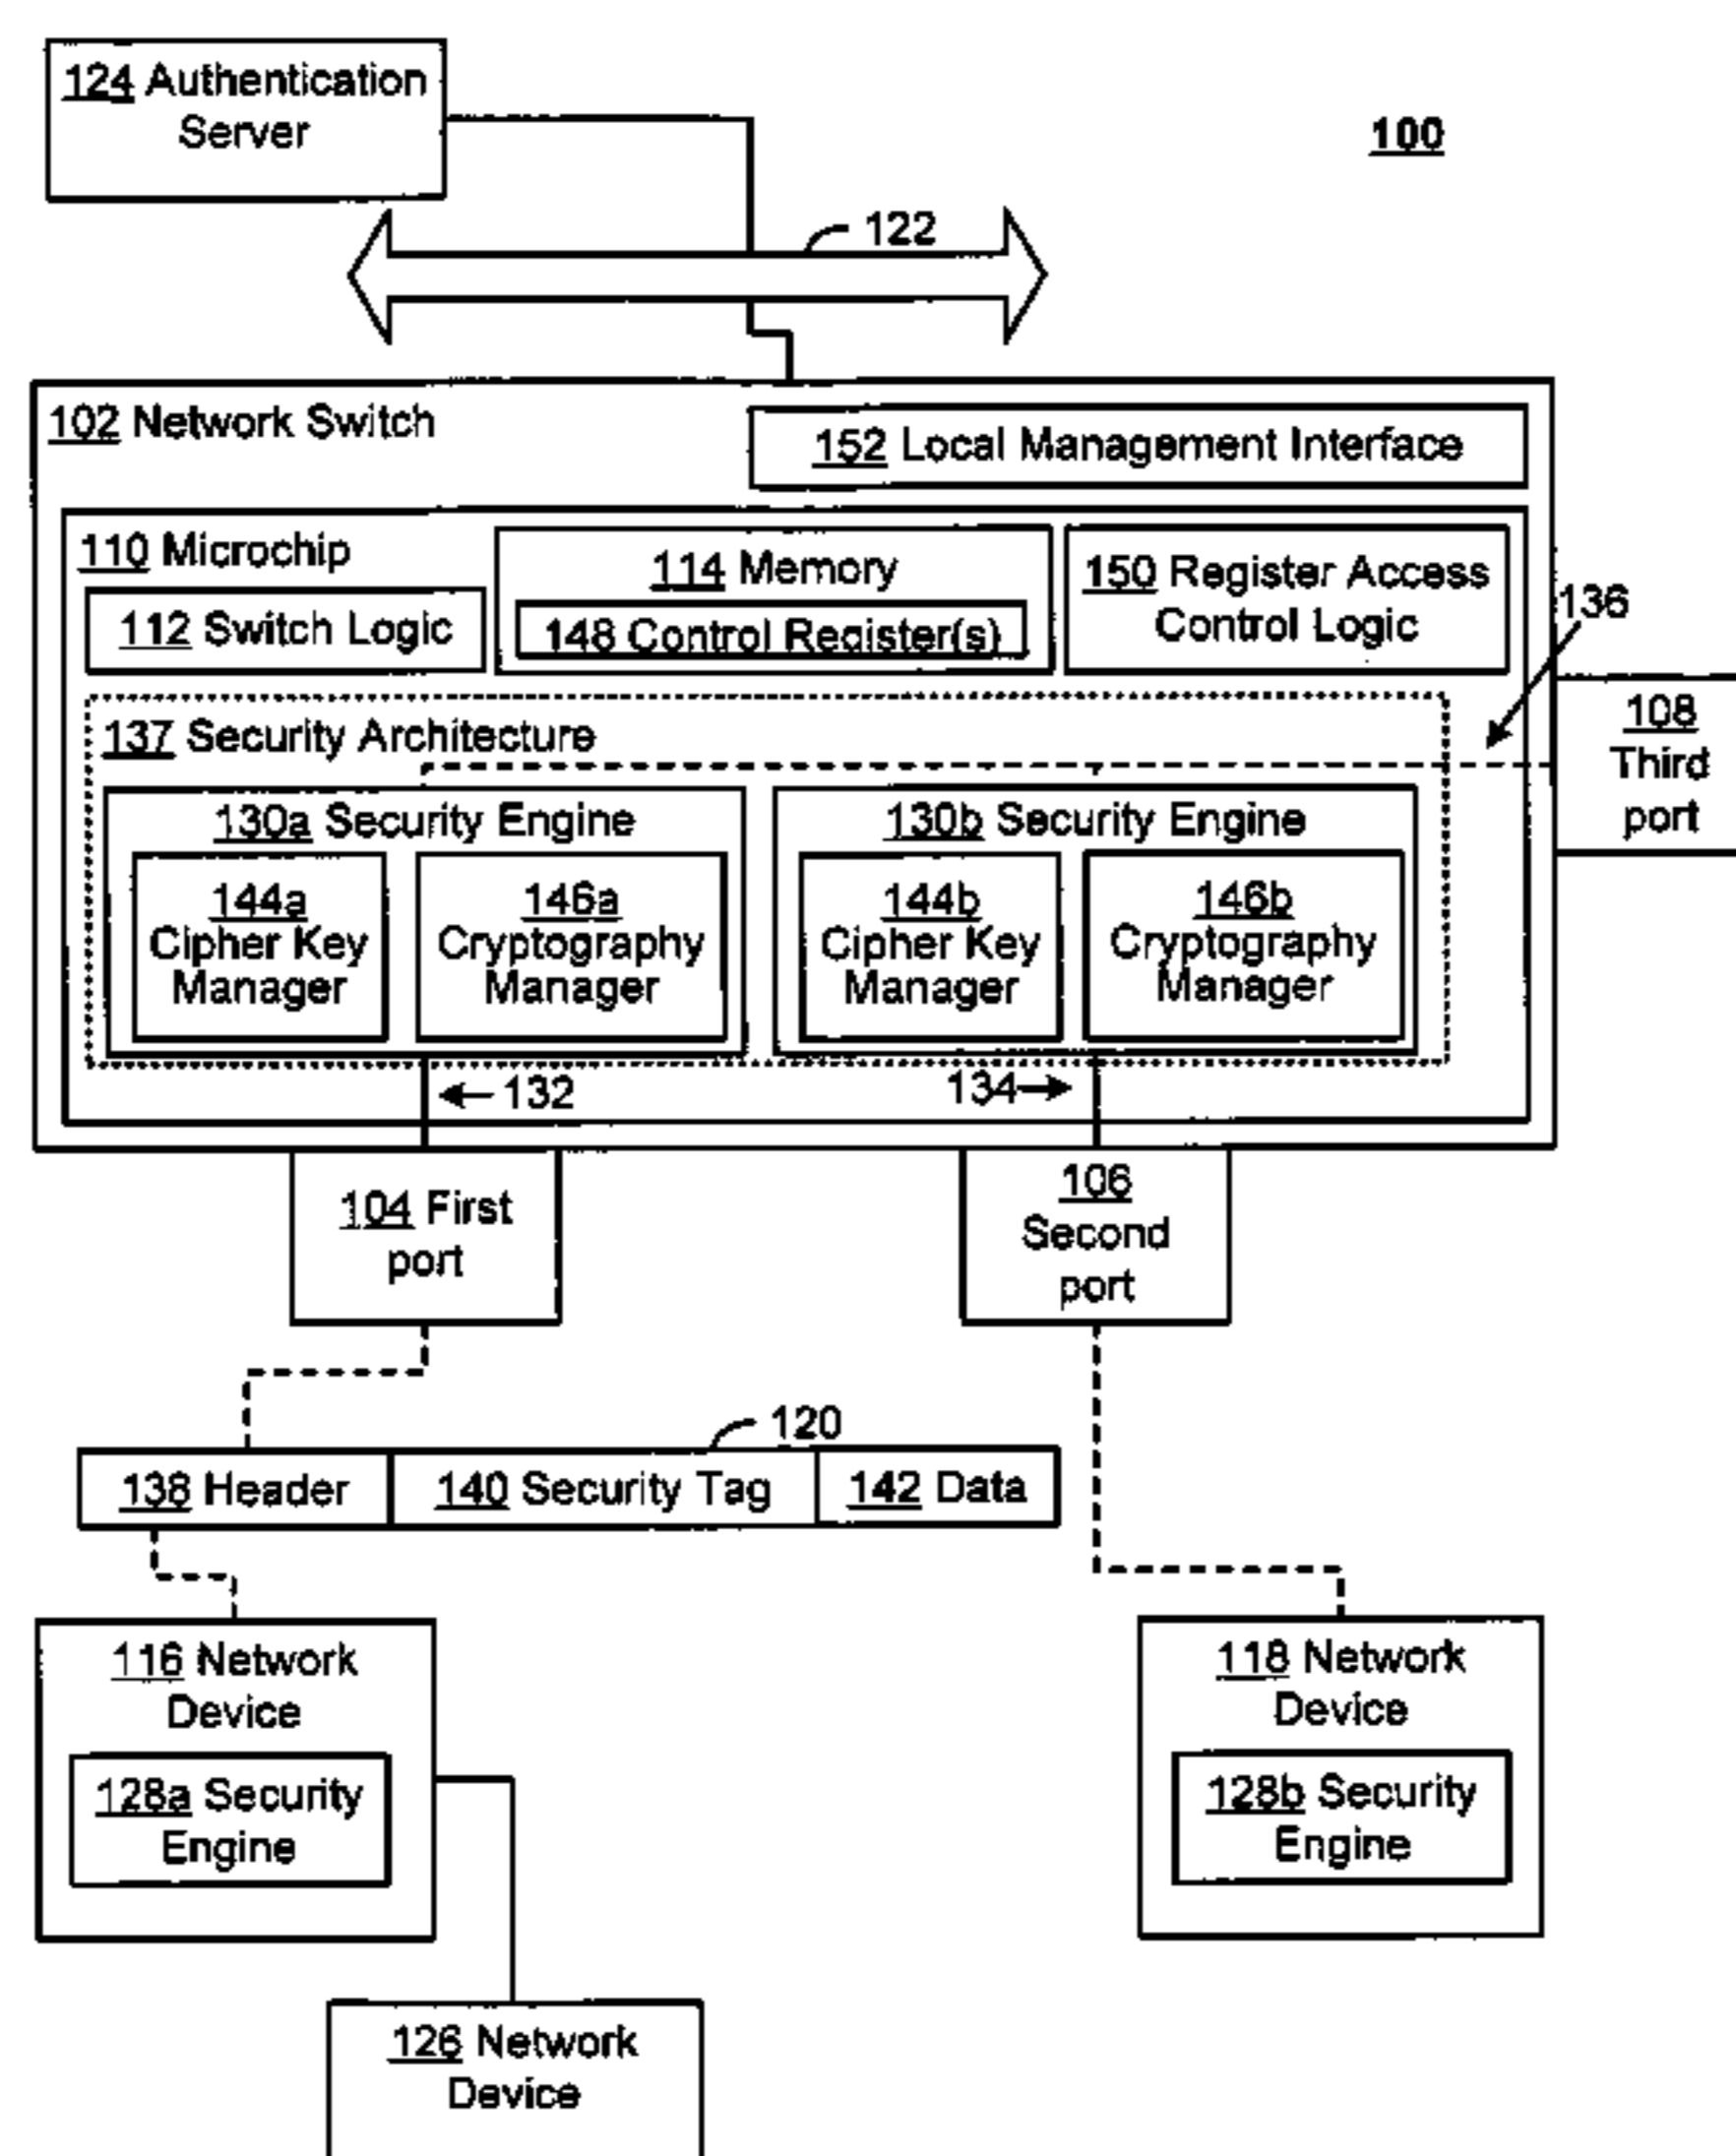 124 Authentication
Server
100
122
102 Network Switch
152 Local Management Interface
110 Microchip
114 Memory
150 Register Access
Control Logic
112 Switch Logic
148 Control Register(s)
136
137 Security Architecture
108
Third
port
130a Security Engine
130b Security Engine
144a
Cipher Key
Manager
146a
Cryptography
Manager
144b
Cipher Key
Manager
146b
Cryptography
Manager
132
134
104 First
port
106
Second
port
120
138 Header
140 Security Tag
142 Data
116 Network
Device
118 Network
Device
128a Security
Engine
128b Security
Engine
126 Network
Device